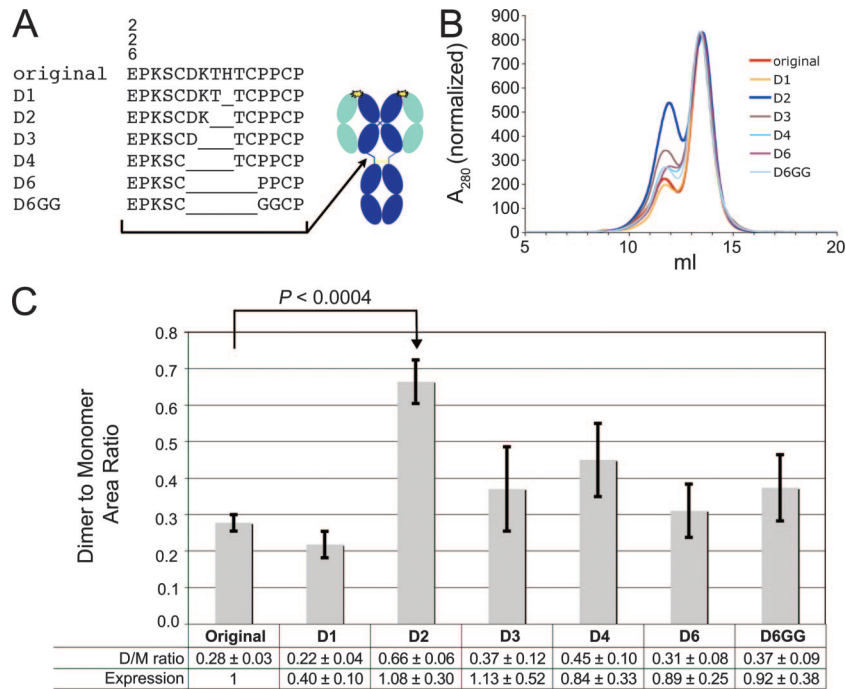 A
2
2
6
original EPKSCDKTHTCPPCP
D1 EPKSCDKT_TCPPCP
D2 EPKSCDK__TCPPCP
D3 EPKSCD___TCPPCP
D4 EPKSC____TCPPCP
D6 EPKSC______PPCP
D6GG EPKSC______GGCP
B
A280 (normalized)
900
800
700
600
500
400
300
200
100
0
5 10 15 20
ml
original
D1
D2
D3
D4
D6
D6GG
C
P < 0.0004
Dimer to Monomer
Area Ratio
0.8
0.7
0.6
0.5
0.4
0.3
0.2
0.1
0.0
Original D1 D2 D3 D4 D6 D6GG
D/M ratio 0.28 ± 0.03 0.22 ± 0.04 0.66 ± 0.06 0.37 ± 0.12 0.45 ± 0.10 0.31 ± 0.08 0.37 ± 0.09
Expression 1 0.40 ± 0.10 1.08 ± 0.30 1.13 ± 0.52 0.84 ± 0.33 0.89 ± 0.25 0.92 ± 0.38